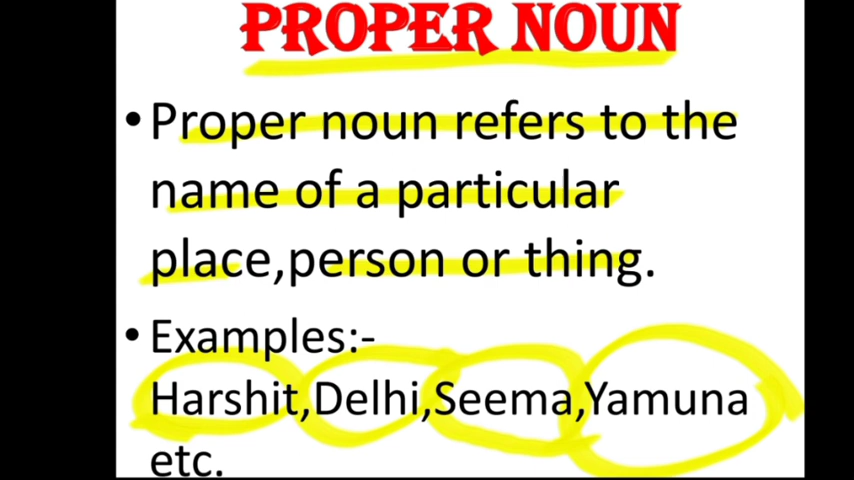 PROPER NOUN
•Proper noun refers to the
name of a particular
place,person or thing.
•Examples:-
Harshit,Delhi,Seema,Yamuna
etc.